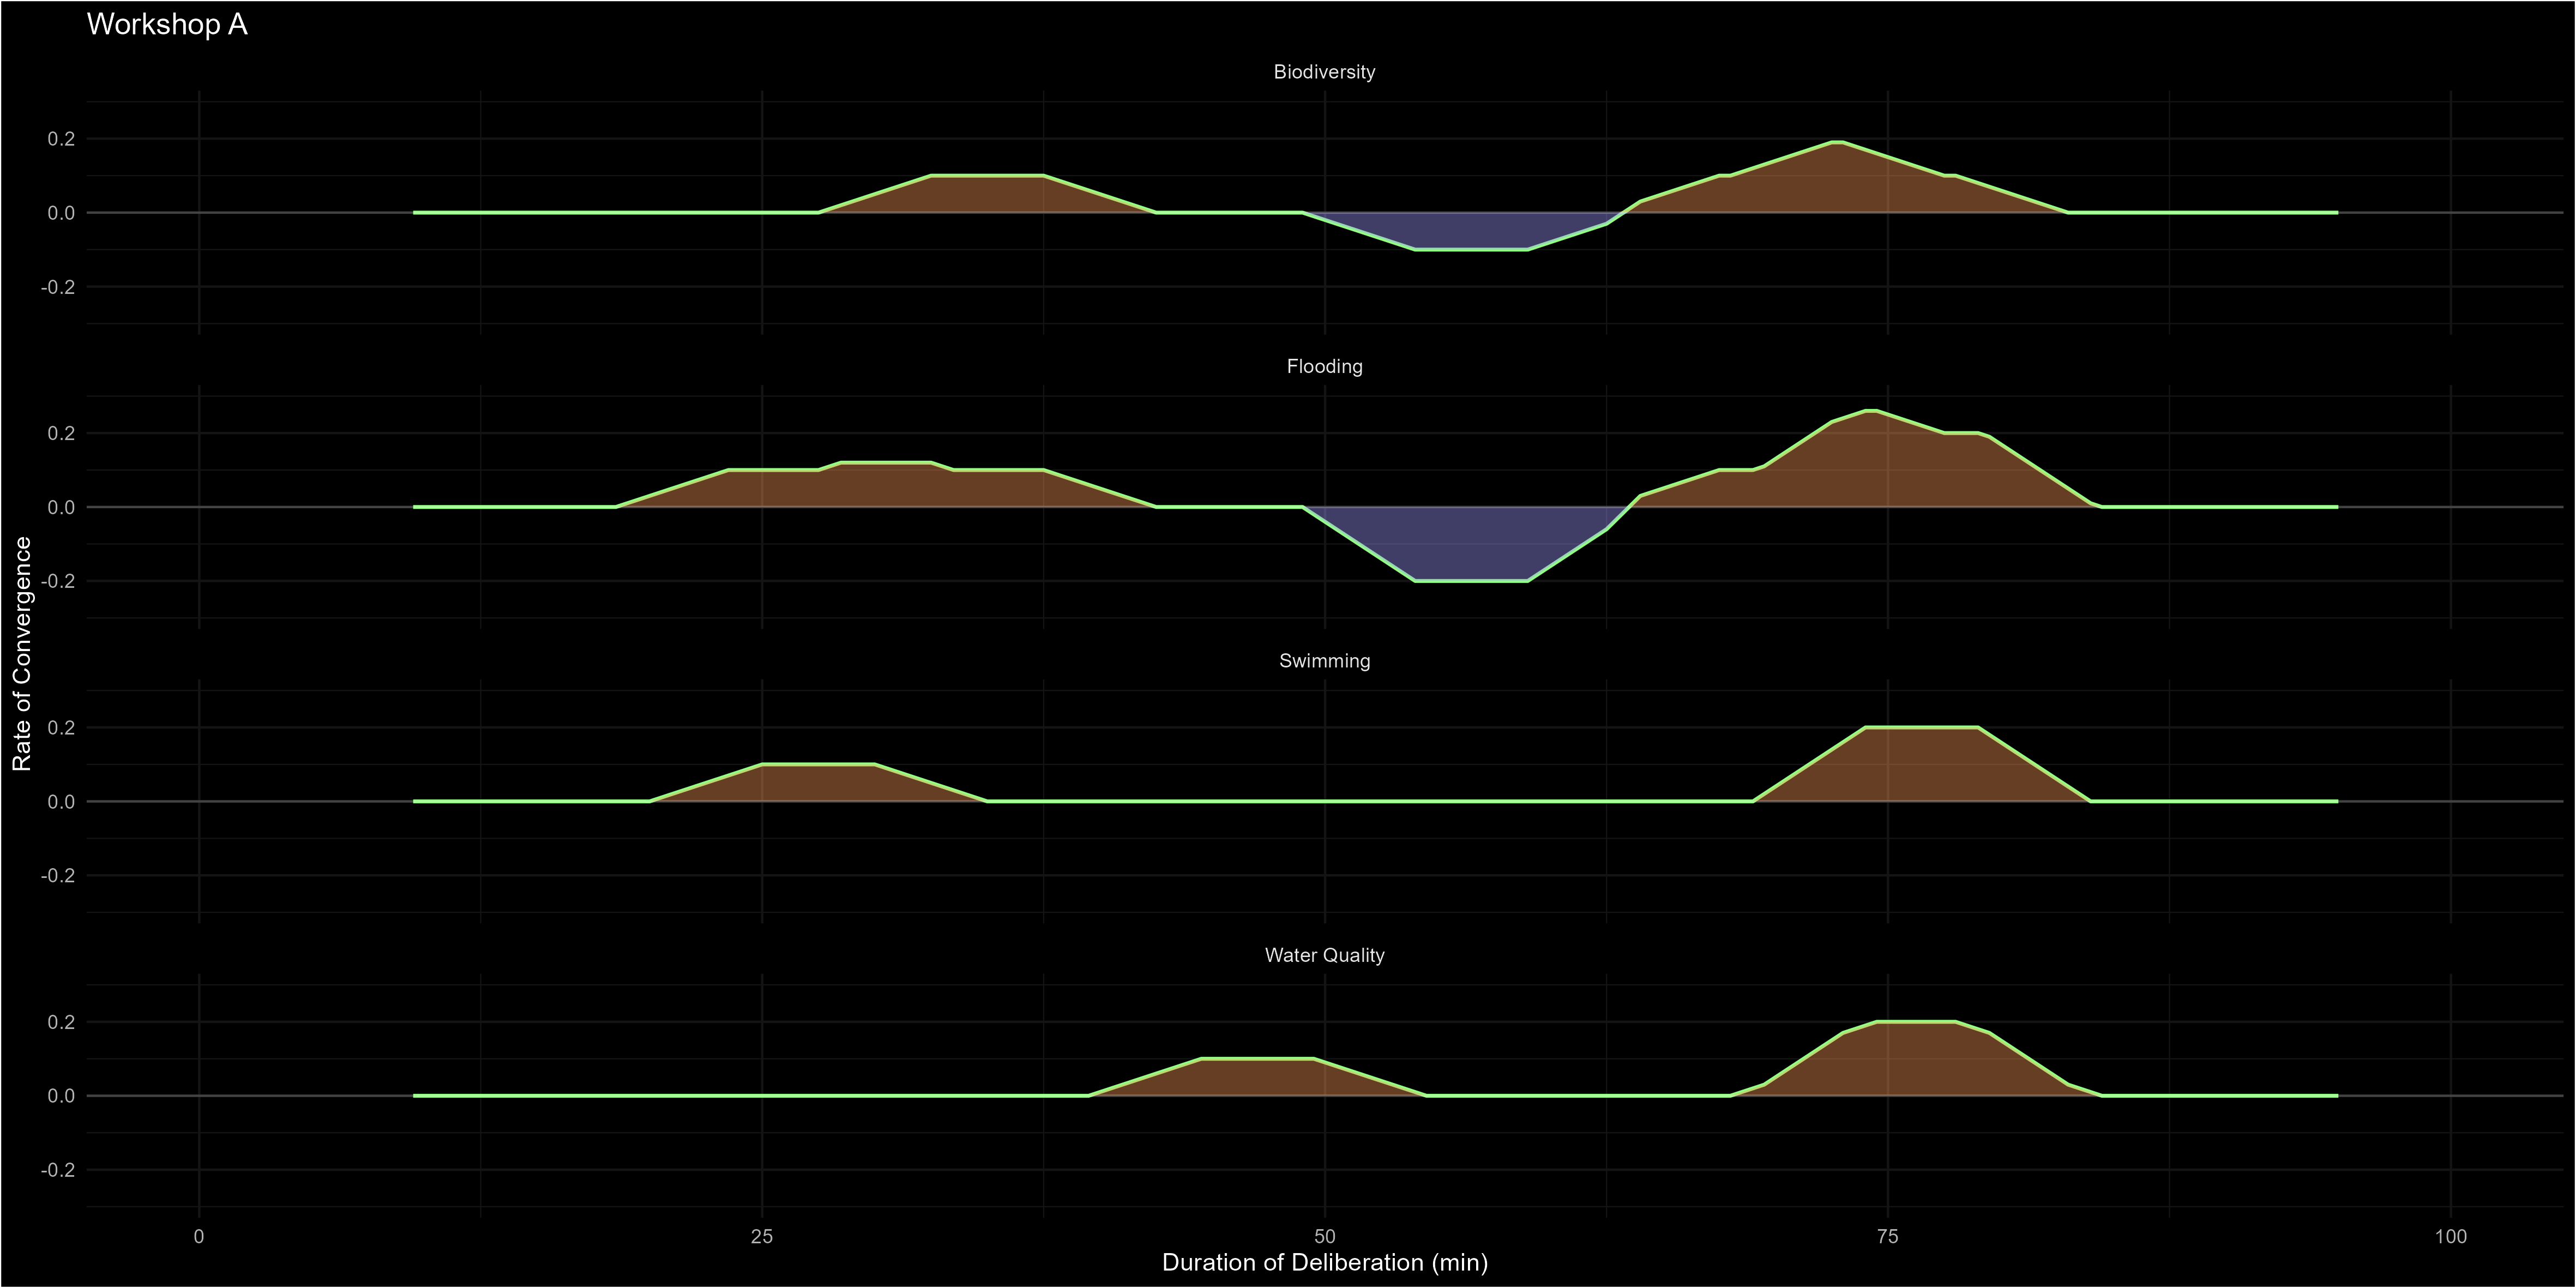 Workshop A
Biodiversity
0.2
0.0
-0.2
Flooding
0.2
0.0
-0.2
Swimming
0.2
0.0
-0.2
Water Quality
0.2
0.0
-0.2
Rate of Convergence
0 25 50 75 100
Duration of Deliberation (min)